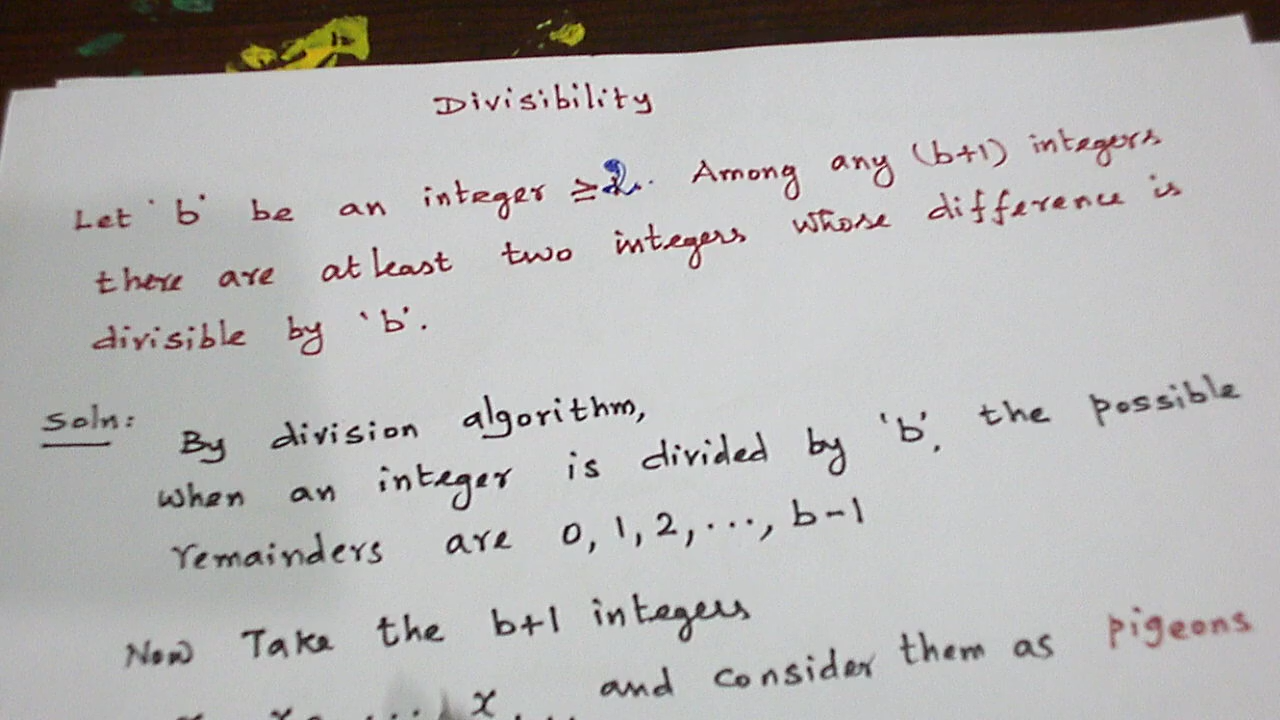 Divisibility
Let 'b' be an integer ≥2. Among any (b+1) integers
there are atleast two integers whose difference is
divisible by 'b'.
Soln: By division algorithm,
when an integer is divided by 'b', the possible
remainders are 0, 1, 2, ..., b-1
Now Take the b+1 integers
and consider them as pigeons